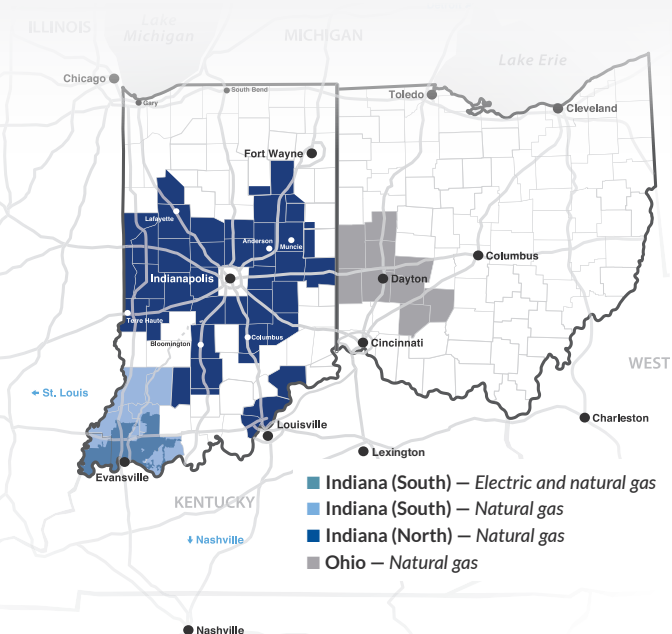 ILLINOIS
Lake
Michigan
MICHIGAN
Lake Erie
Chicago
Gary
South Bend
Toledo
Cleveland
Fort Wayne
Lafayette
Anderson
Muncie
Indianapolis
Dayton
Columbus
Terre Haute
Bloomington
Columbus
Cincinnati
WEST
← St. Louis
Louisville
Charleston
Lexington
Evansville
KENTUCKY
Indiana (South) — Electric and natural gas
Indiana (South) — Natural gas
Indiana (North) — Natural gas
Ohio — Natural gas
↓ Nashville
Nashville